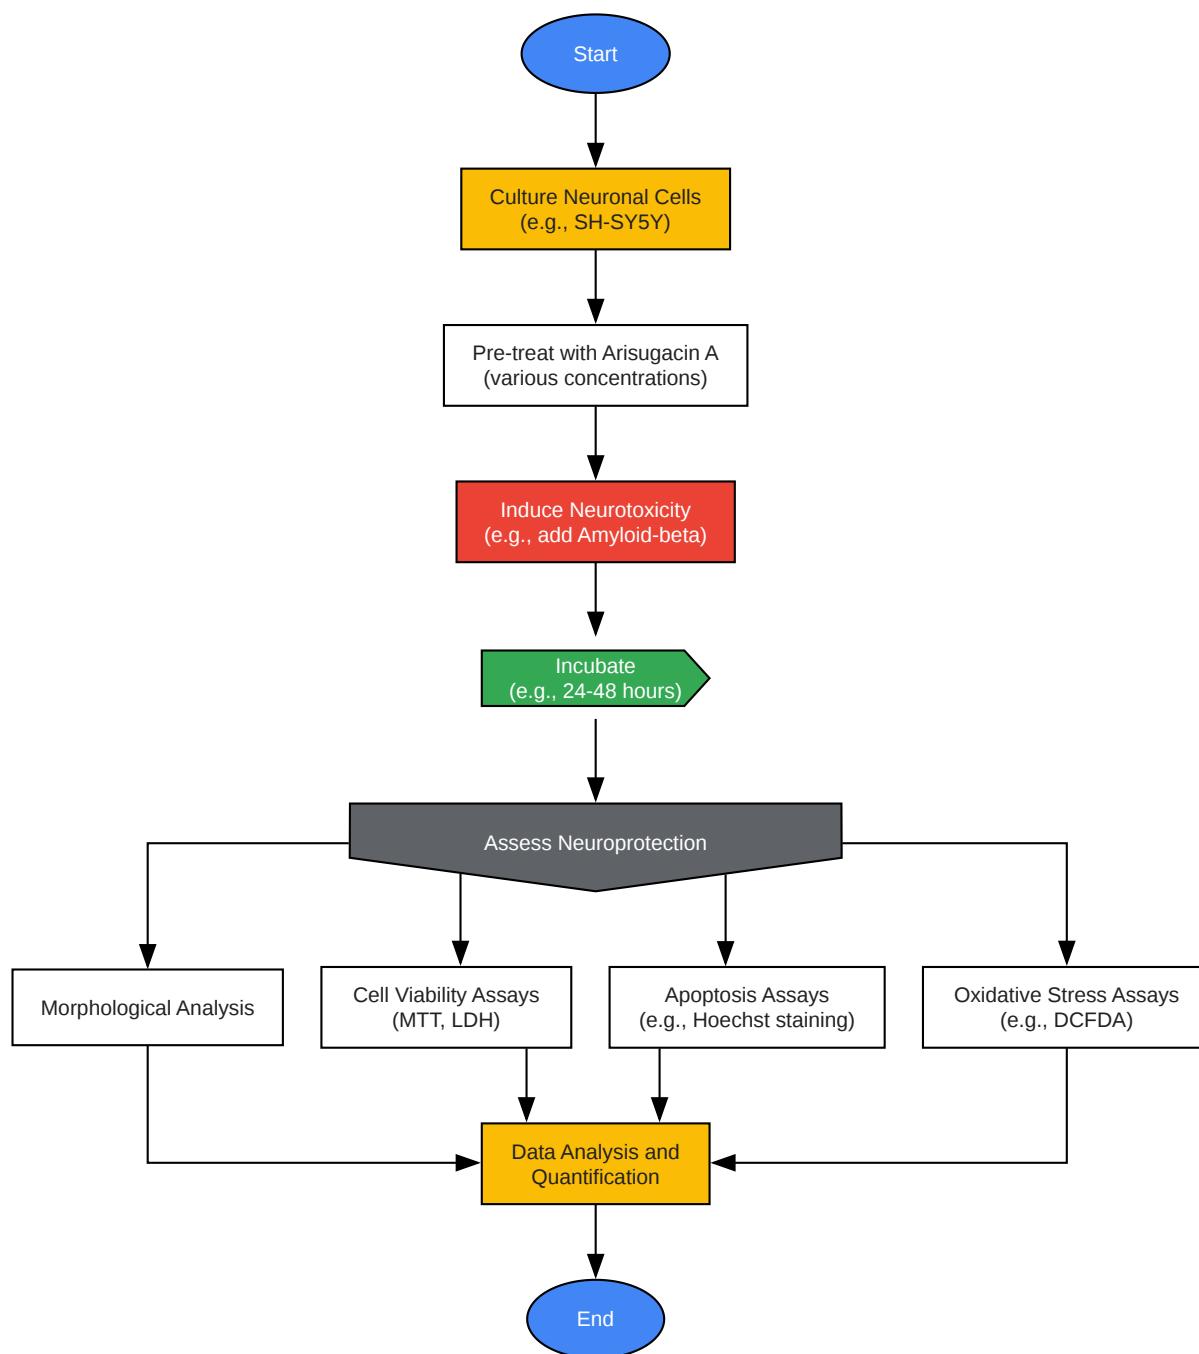 Start
Culture Neuronal Cells
(e.g., SH-SY5Y)
Pre-treat with Arisugacin A
(various concentrations)
Induce Neurotoxicity
(e.g., add Amyloid-beta)
Incubate
(e.g., 24-48 hours)
Assess Neuroprotection
Morphological Analysis
Cell Viability Assays
(MTT, LDH)
Apoptosis Assays
(e.g., Hoechst staining)
Oxidative Stress Assays
(e.g., DCFDA)
Data Analysis and
Quantification
End